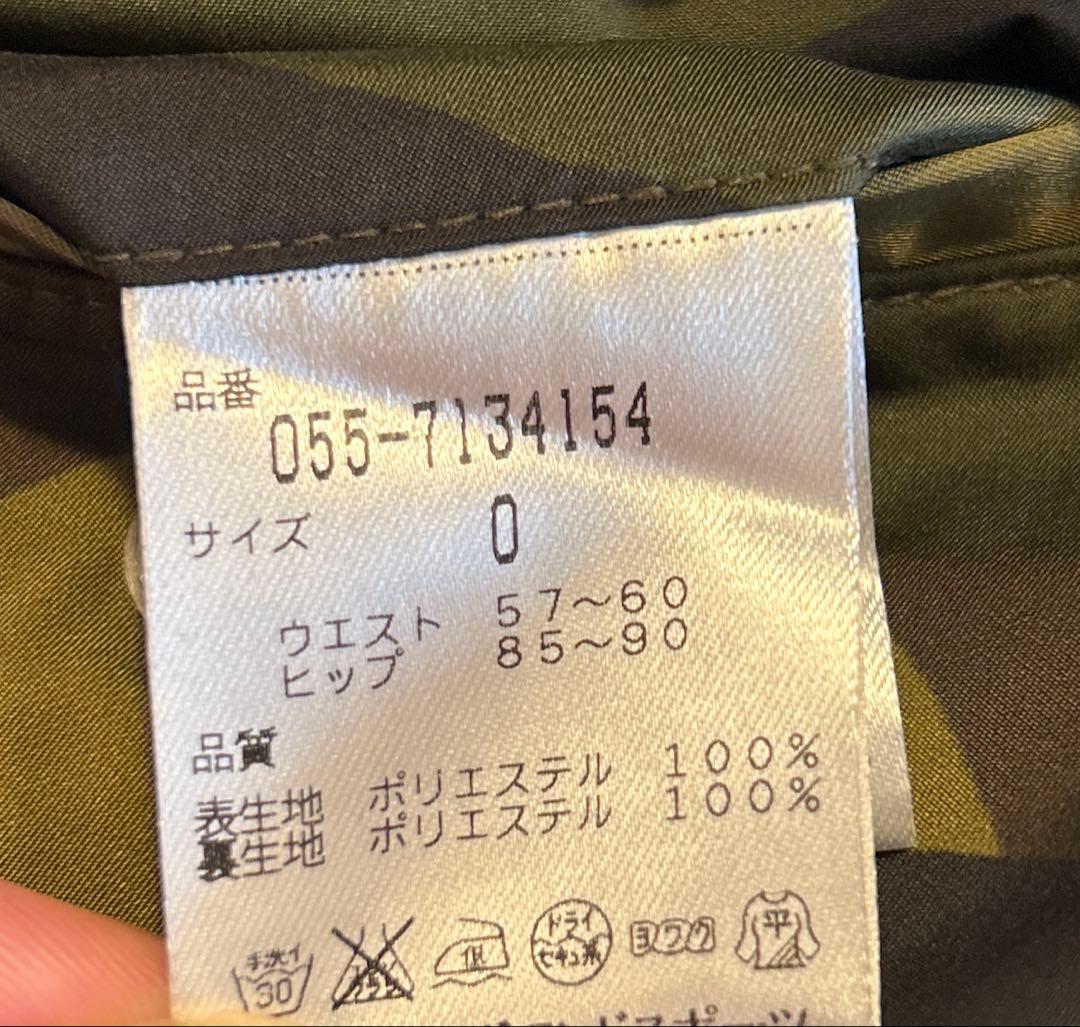 品番
055-7134154
サイズ 0
ウエスト 57～60
ヒップ 85～90
品質
表生地 ポリエステル 100%
裏生地 ポリエステル 100%
手洗イ 30 低 ドライ セキユ系 ヨワク 平